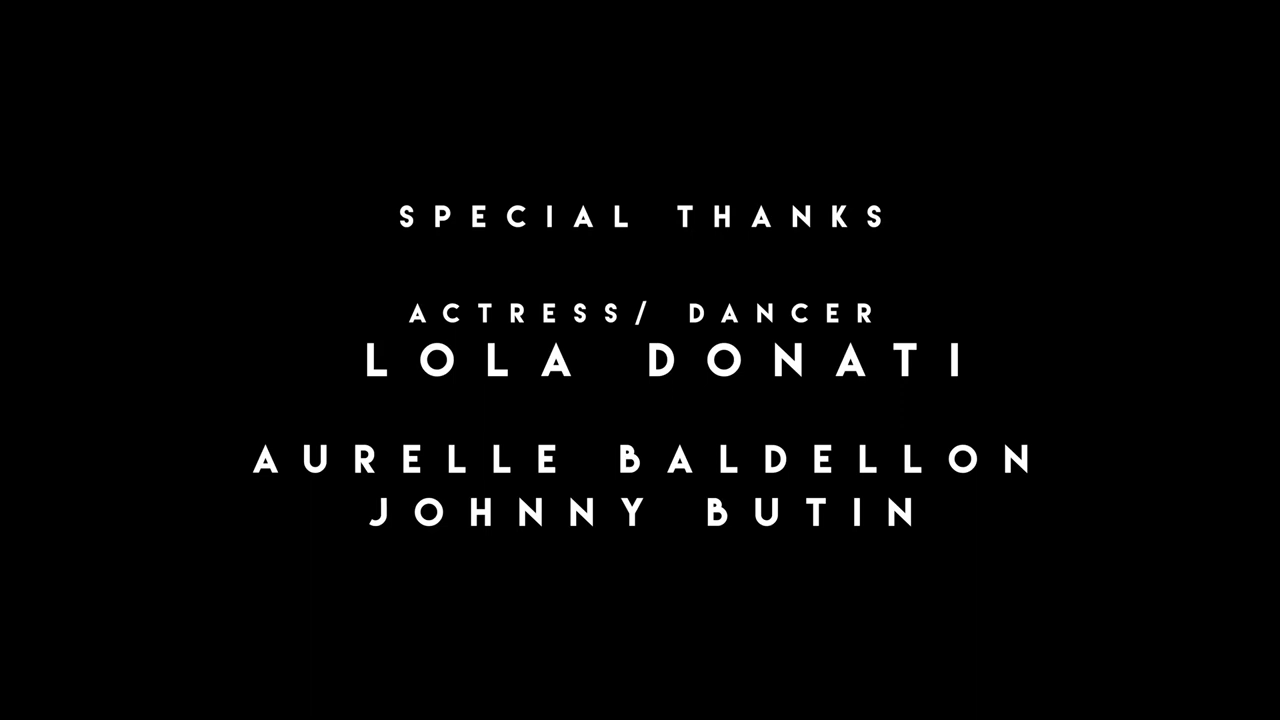 SPECIAL THANKS
ACTRESS/ DANCER
LOLA DONATI
AURELLE BALDELLON
JOHNNY BUTIN